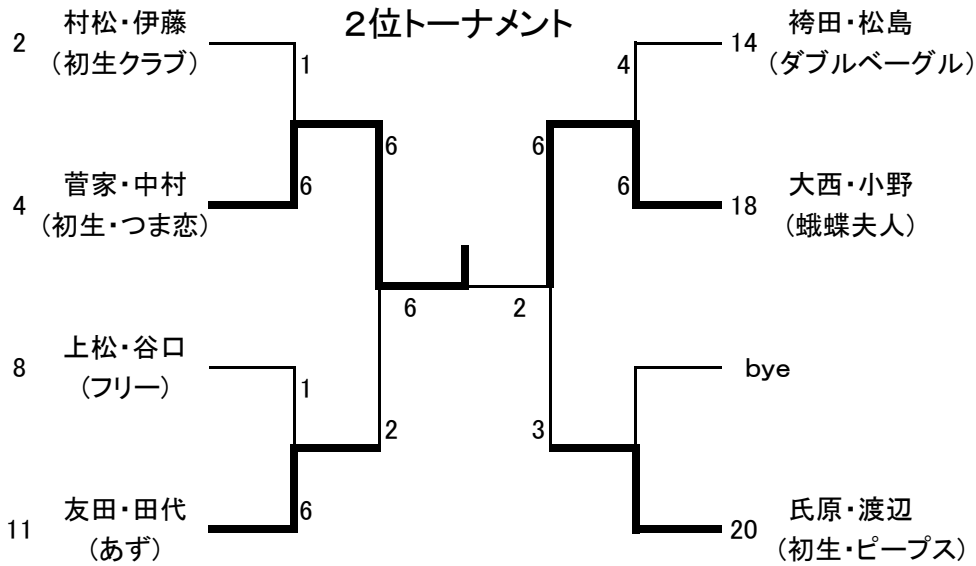 ２位トーナメント
2
村松・伊藤
（初生クラブ）
1
4
菅家・中村
（初生・つま恋）
6
6
8
上松・谷口
（フリー）
1
11
友田・田代
（あず）
6
2
6
2
4
14
袴田・松島
（ダブルベーグル）
6
6
18
大西・小野
（蛾蝶夫人）
bye
3
20
氏原・渡辺
（初生・ピープス）